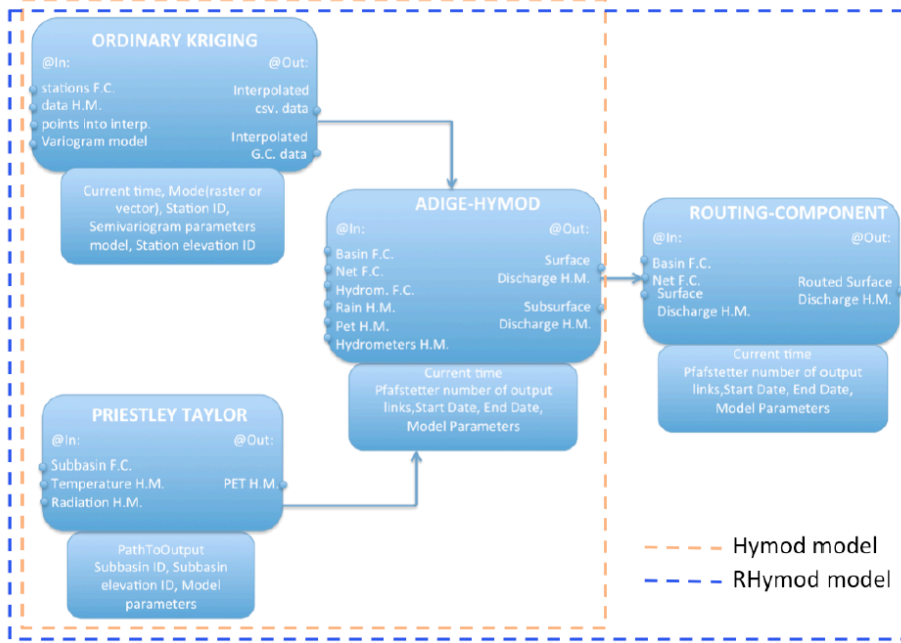 ORDINARY KRIGING
@In:
@Out:
stations F.C.
data H.M.
points into interp.
Variogram model
Interpolated
csv. data
Interpolated
G.C. data
Current time, Mode(raster or
vector), Station ID,
Semivariogram parameters
model, Station elevation ID
ADIGE-HYMOD
@In:
@Out:
Basin F.C.
Net F.C.
Hydrom. F.C.
Rain H.M.
Pet H.M.
Hydrometers H.M.
Surface
Discharge H.M.
Subsurface
Discharge H.M.
Current time
Pfafstetter number of output
links,Start Date, End Date,
Model Parameters
ROUTING-COMPONENT
@In:
@Out:
Basin F.C.
Net F.C.
Surface
Discharge H.M.
Routed Surface
Discharge H.M.
Current time
Pfafstetter number of output
links,Start Date, End Date,
Model Parameters
PRIESTLEY TAYLOR
@In:
@Out:
Subbasin F.C.
Temperature H.M.
Radiation H.M.
PET H.M.
PathToOutput
Subbasin ID, Subbasin
elevation ID, Model
parameters
Hymod model
RHymod model